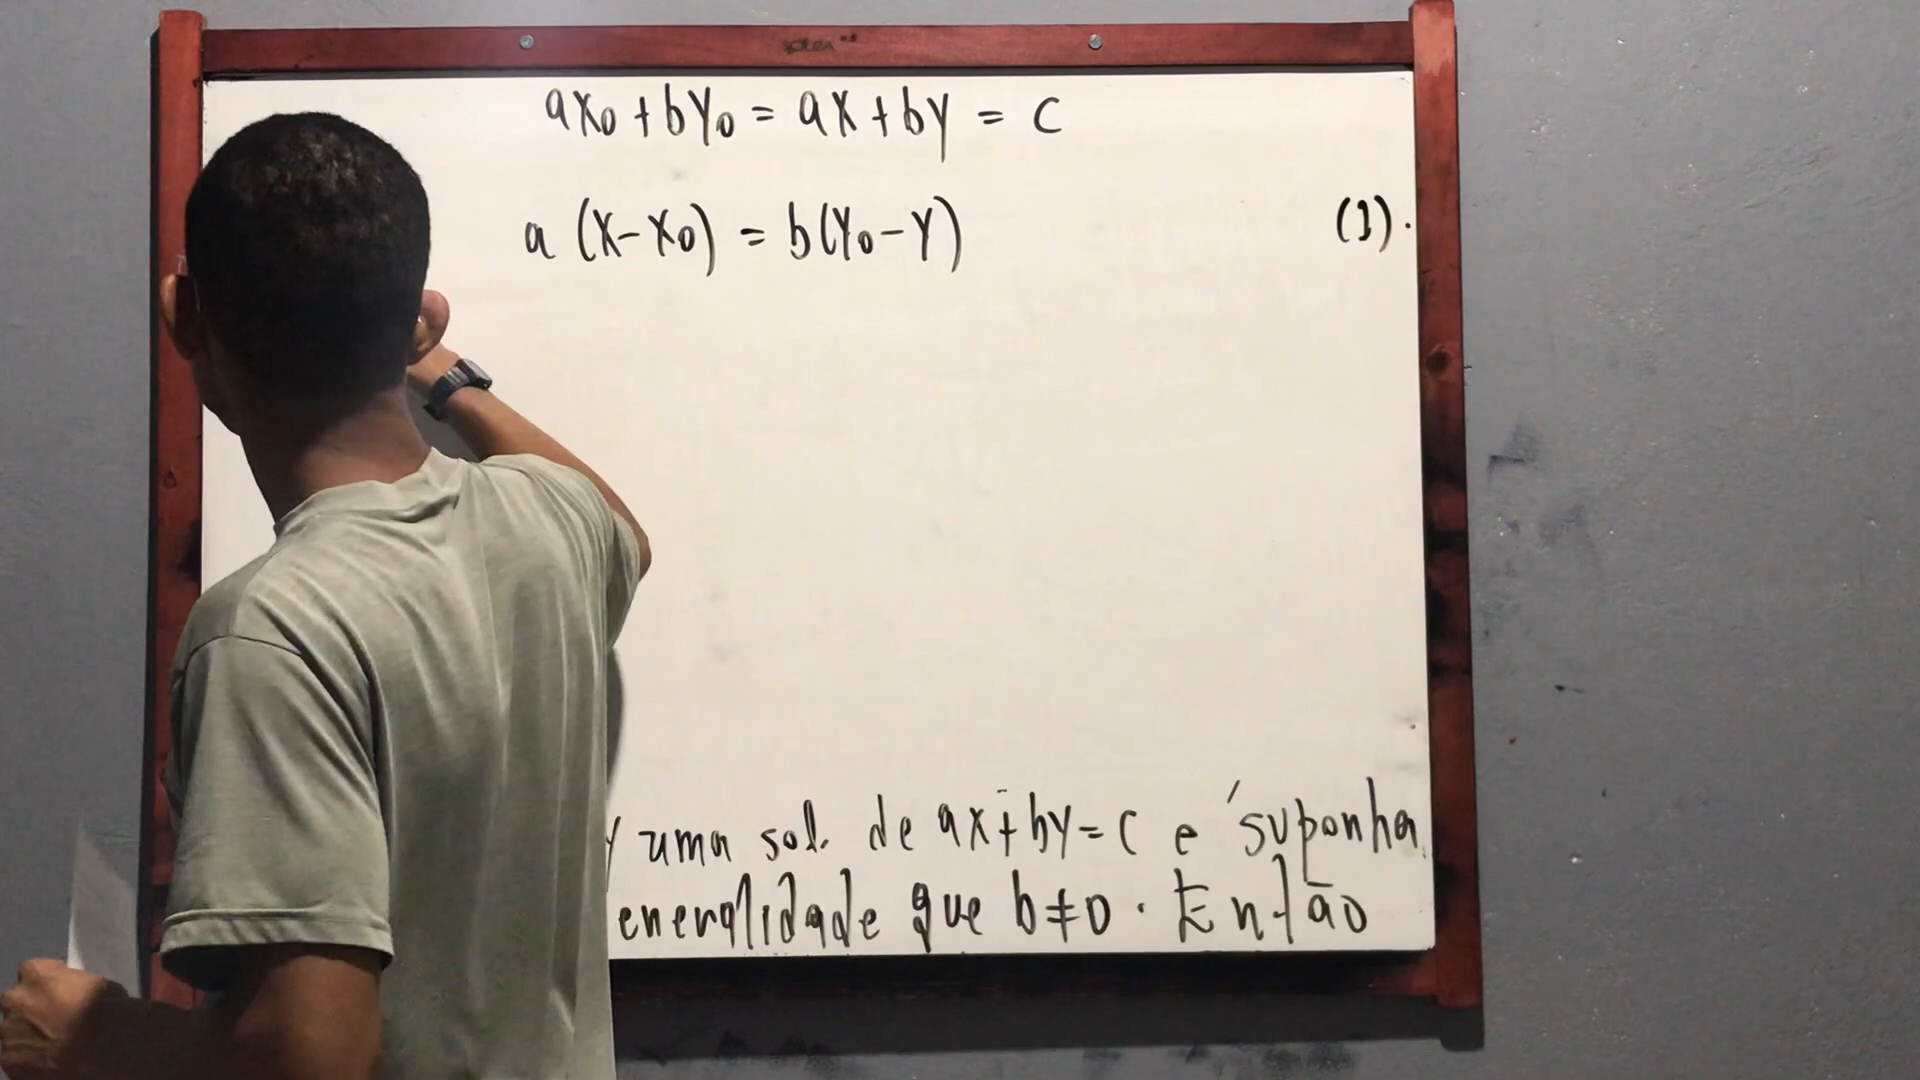 ax₀ + by₀ = ax + by = c
a (x - x₀) = b(y₀ - y) (1).
y uma sol. de ax + by = c e suponha
eneralidade que b ≠ 0. Então